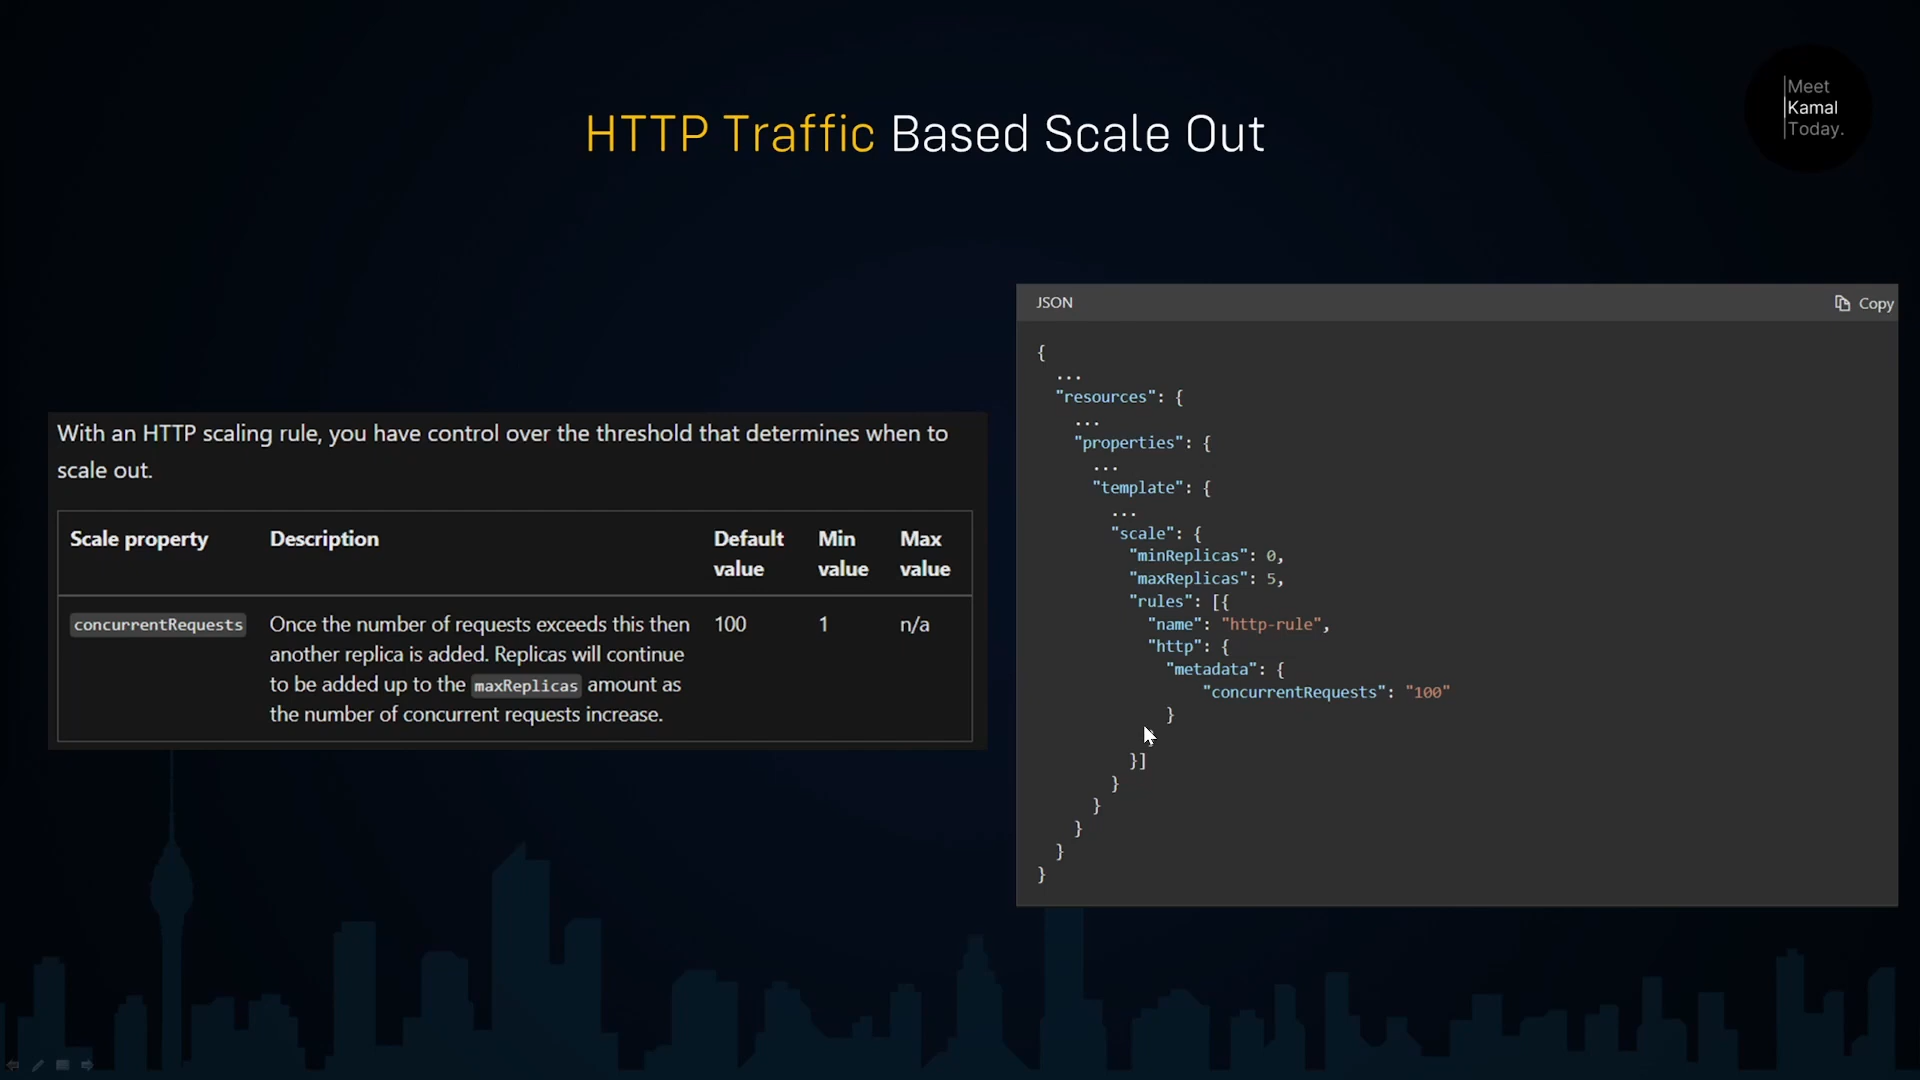 Meet
Kamal
Today.
HTTP Traffic Based Scale Out
With an HTTP scaling rule, you have control over the threshold that determines when to
scale out.
Scale property Description Default value Min value Max value
concurrentRequests Once the number of requests exceeds this then 100 1 n/a
another replica is added. Replicas will continue
to be added up to the maxReplicas amount as
the number of concurrent requests increase.
JSON Copy
{
...
"resources": {
...
"properties": {
...
"template": {
...
"scale": {
"minReplicas": 0,
"maxReplicas": 5,
"rules": [{
"name": "http-rule",
"http": {
"metadata": {
"concurrentRequests": "100"
}
}]
}
}
}
}
}